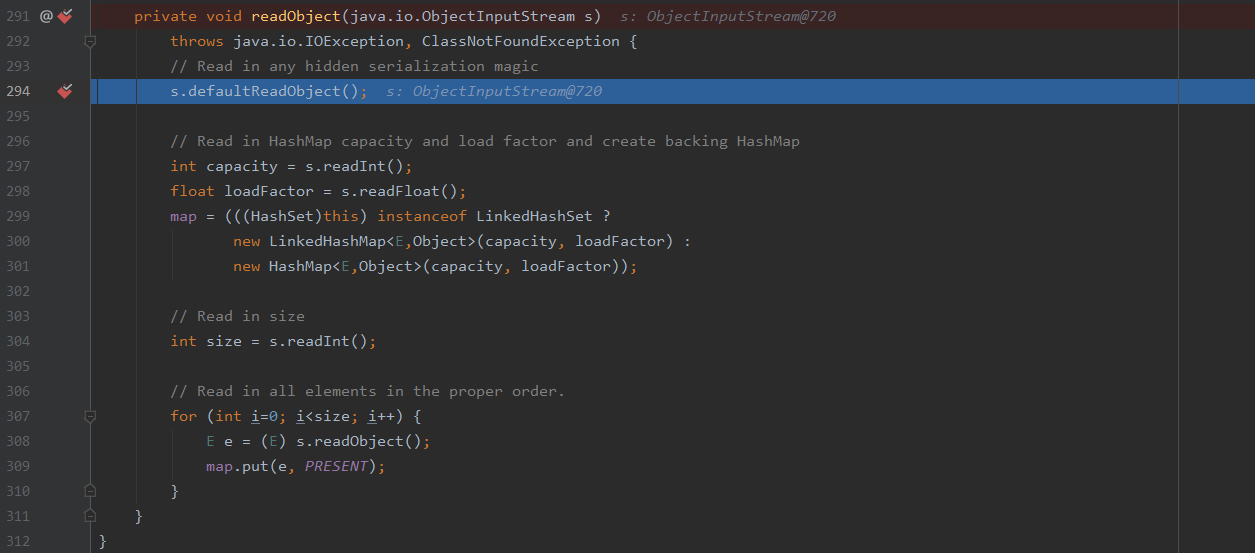 291 @ private void readObject(java.io.ObjectInputStream s) s: ObjectInputStream@720
292 throws java.io.IOException, ClassNotFoundException {
293 // Read in any hidden serialization magic
294 s.defaultReadObject(); s: ObjectInputStream@720
295
296 // Read in HashMap capacity and load factor and create backing HashMap
297 int capacity = s.readInt();
298 float loadFactor = s.readFloat();
299 map = (((HashSet)this) instanceof LinkedHashSet ?
300 new LinkedHashMap<E,Object>(capacity, loadFactor) :
301 new HashMap<E,Object>(capacity, loadFactor));
302
303 // Read in size
304 int size = s.readInt();
305
306 // Read in all elements in the proper order.
307 for (int i=0; i<size; i++) {
308 E e = (E) s.readObject();
309 map.put(e, PRESENT);
310 }
311 }
312 }